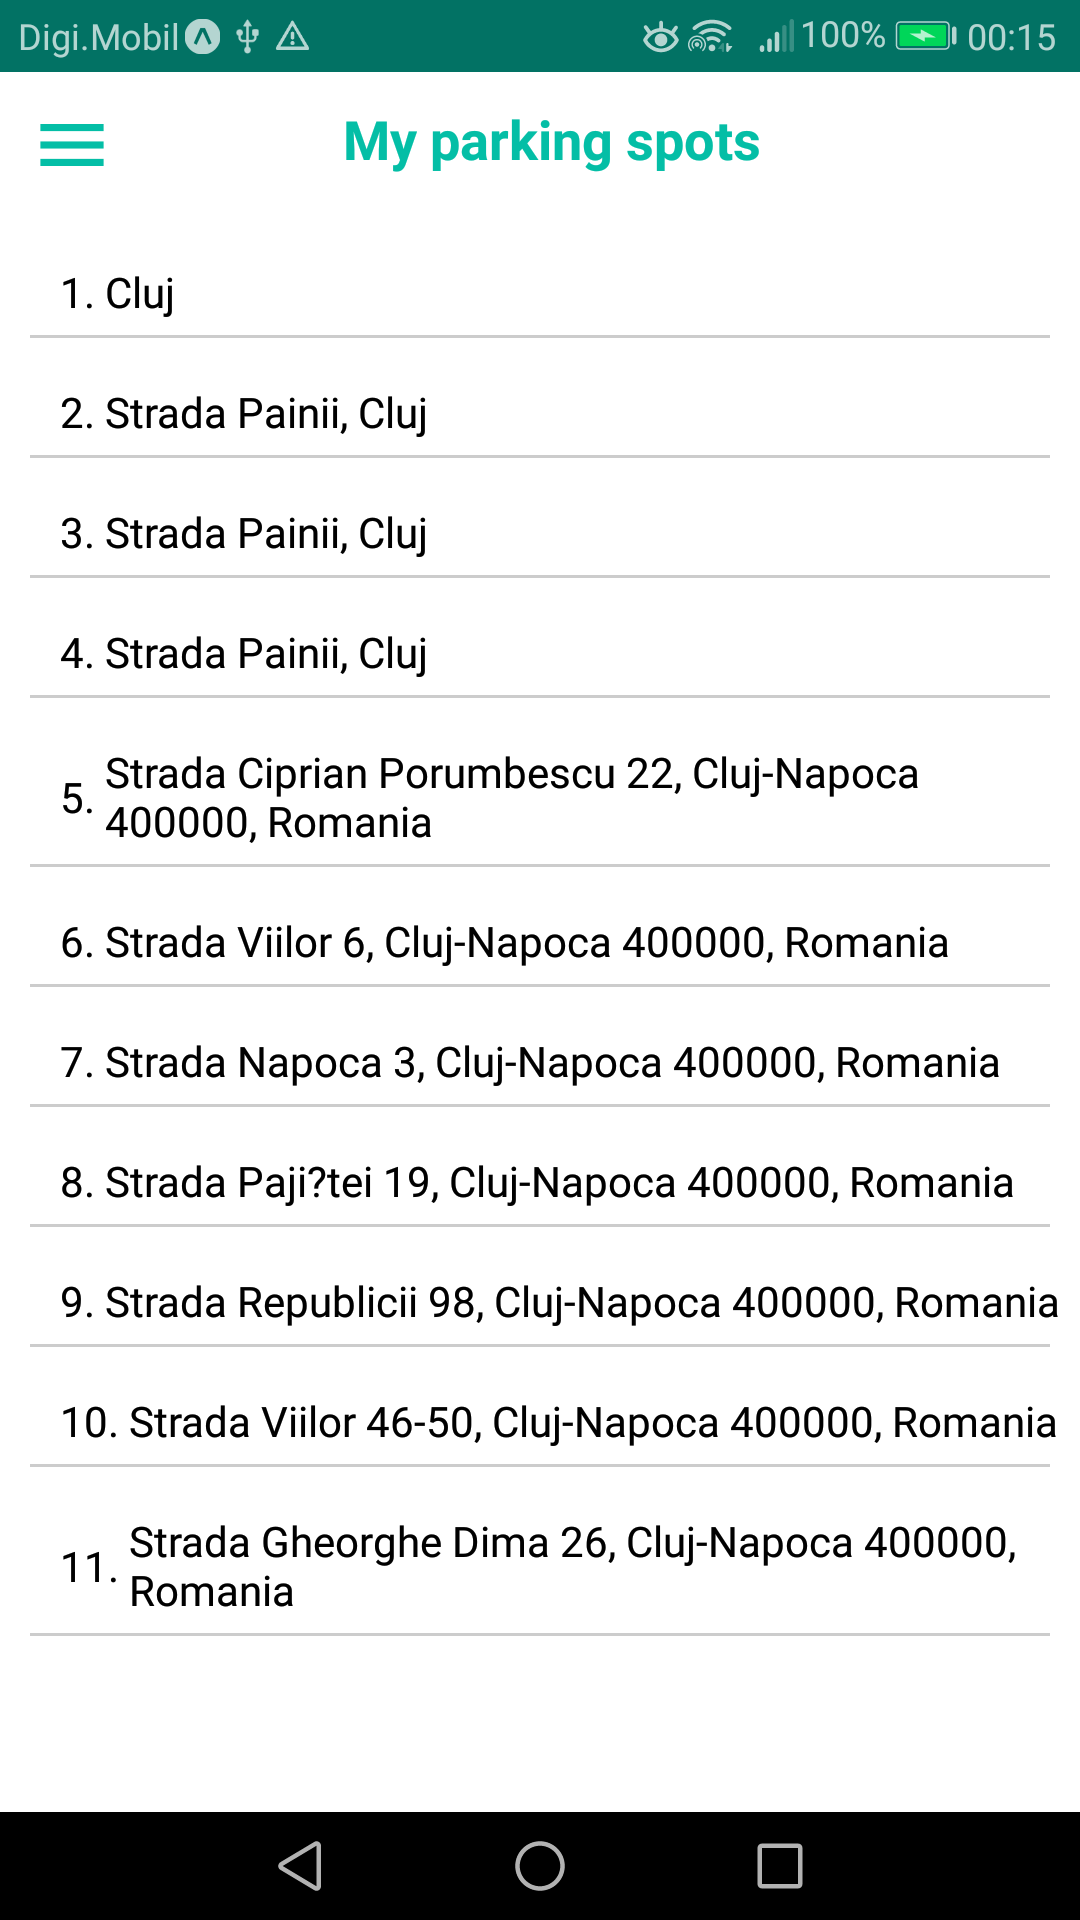 Digi.Mobil 100% 00:15
My parking spots
1. Cluj
2. Strada Painii, Cluj
3. Strada Painii, Cluj
4. Strada Painii, Cluj
5. Strada Ciprian Porumbescu 22, Cluj-Napoca
400000, Romania
6. Strada Viilor 6, Cluj-Napoca 400000, Romania
7. Strada Napoca 3, Cluj-Napoca 400000, Romania
8. Strada Paji?tei 19, Cluj-Napoca 400000, Romania
9. Strada Republicii 98, Cluj-Napoca 400000, Romania
10. Strada Viilor 46-50, Cluj-Napoca 400000, Romania
11. Strada Gheorghe Dima 26, Cluj-Napoca 400000,
Romania